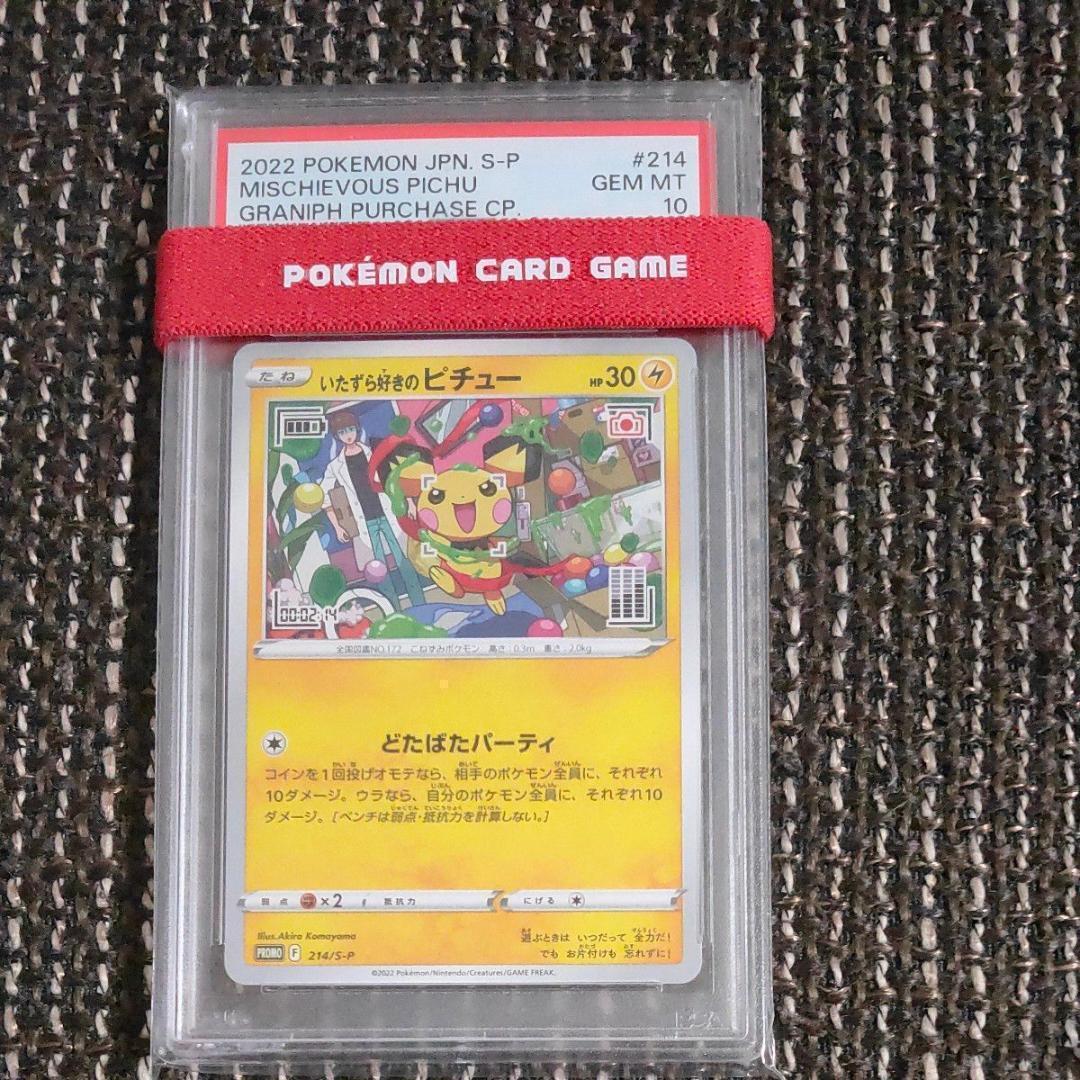 2022 POKEMON JPN. S-P #214
MISCHIEVOUS PICHU GEM MT
GRANIPH PURCHASE CP. 10
POKÉMON CARD GAME
たね いたずら好きのピチュー HP30
00:02:14
全国図鑑NO.172 こねずみポケモン 高さ:0.3m 重さ:2.0kg
どたばたパーティ
コインを1回投げオモテなら、相手のポケモン全員に、それぞれ
10ダメージ。ウラなら、自分のポケモン全員に、それぞれ10
ダメージ。[ベンチは弱点・抵抗力を計算しない。]
弱点 ×2 抵抗力 にげる
Illus.Akira Komayama
遊ぶときは いつだって 全力だ!
でも お片付けも 忘れずに!
PROMO F 214/S-P
©2022 Pokémon/Nintendo/Creatures/GAME FREAK.